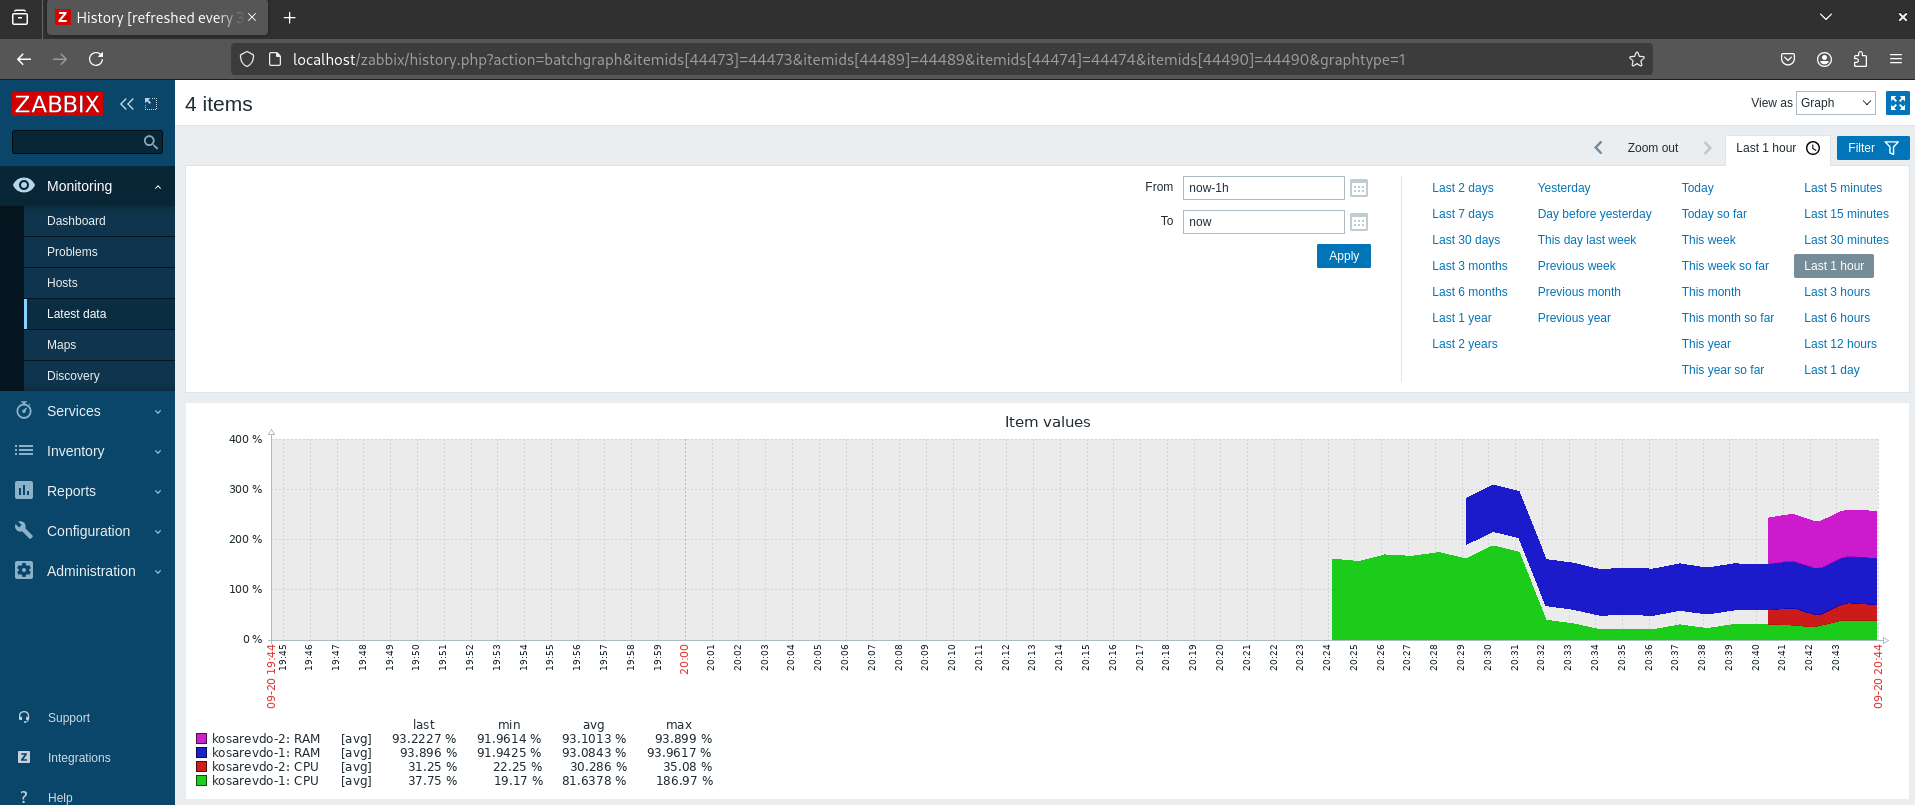 History [refreshed every 3
localhost/zabbix/history.php?action=batchgraph&itemids[44473]=44473&itemids[44489]=44489&itemids[44474]=44474&itemids[44490]=44490&graphtype=1
ZABBIX
4 items
View as Graph
Zoom out
Last 1 hour
Filter
Monitoring
Dashboard
Problems
Hosts
Latest data
Maps
Discovery
Services
Inventory
Reports
Configuration
Administration
Support
Integrations
Help
From now-1h
To now
Apply
Last 2 days Yesterday Today Last 5 minutes
Last 7 days Day before yesterday Today so far Last 15 minutes
Last 30 days This day last week This week Last 30 minutes
Last 3 months Previous week This week so far Last 1 hour
Last 6 months Previous month This month Last 3 hours
Last 1 year Previous year This month so far Last 6 hours
Last 2 years This year Last 12 hours
This year so far Last 1 day
Item values
400 %
300 %
200 %
100 %
0 %
09-20 19:44 19:45 19:46 19:47 19:48 19:49 19:50 19:51 19:52 19:53 19:54 19:55 19:56 19:57 19:58 19:59 20:00 20:01 20:02 20:03 20:04 20:05 20:06 20:07 20:08 20:09 20:10 20:11 20:12 20:13 20:14 20:15 20:16 20:17 20:18 20:19 20:20 20:21 20:22 20:23 20:24 20:25 20:26 20:27 20:28 20:29 20:30 20:31 20:32 20:33 20:34 20:35 20:36 20:37 20:38 20:39 20:40 20:41 20:42 20:43 09-20 20:44
last min avg max
kosarevdo-2: RAM [avg] 93.2227 % 91.9614 % 93.1013 % 93.899 %
kosarevdo-1: RAM [avg] 93.896 % 91.9425 % 93.0843 % 93.9617 %
kosarevdo-2: CPU [avg] 31.25 % 22.25 % 30.286 % 35.08 %
kosarevdo-1: CPU [avg] 37.75 % 19.17 % 81.6378 % 186.97 %